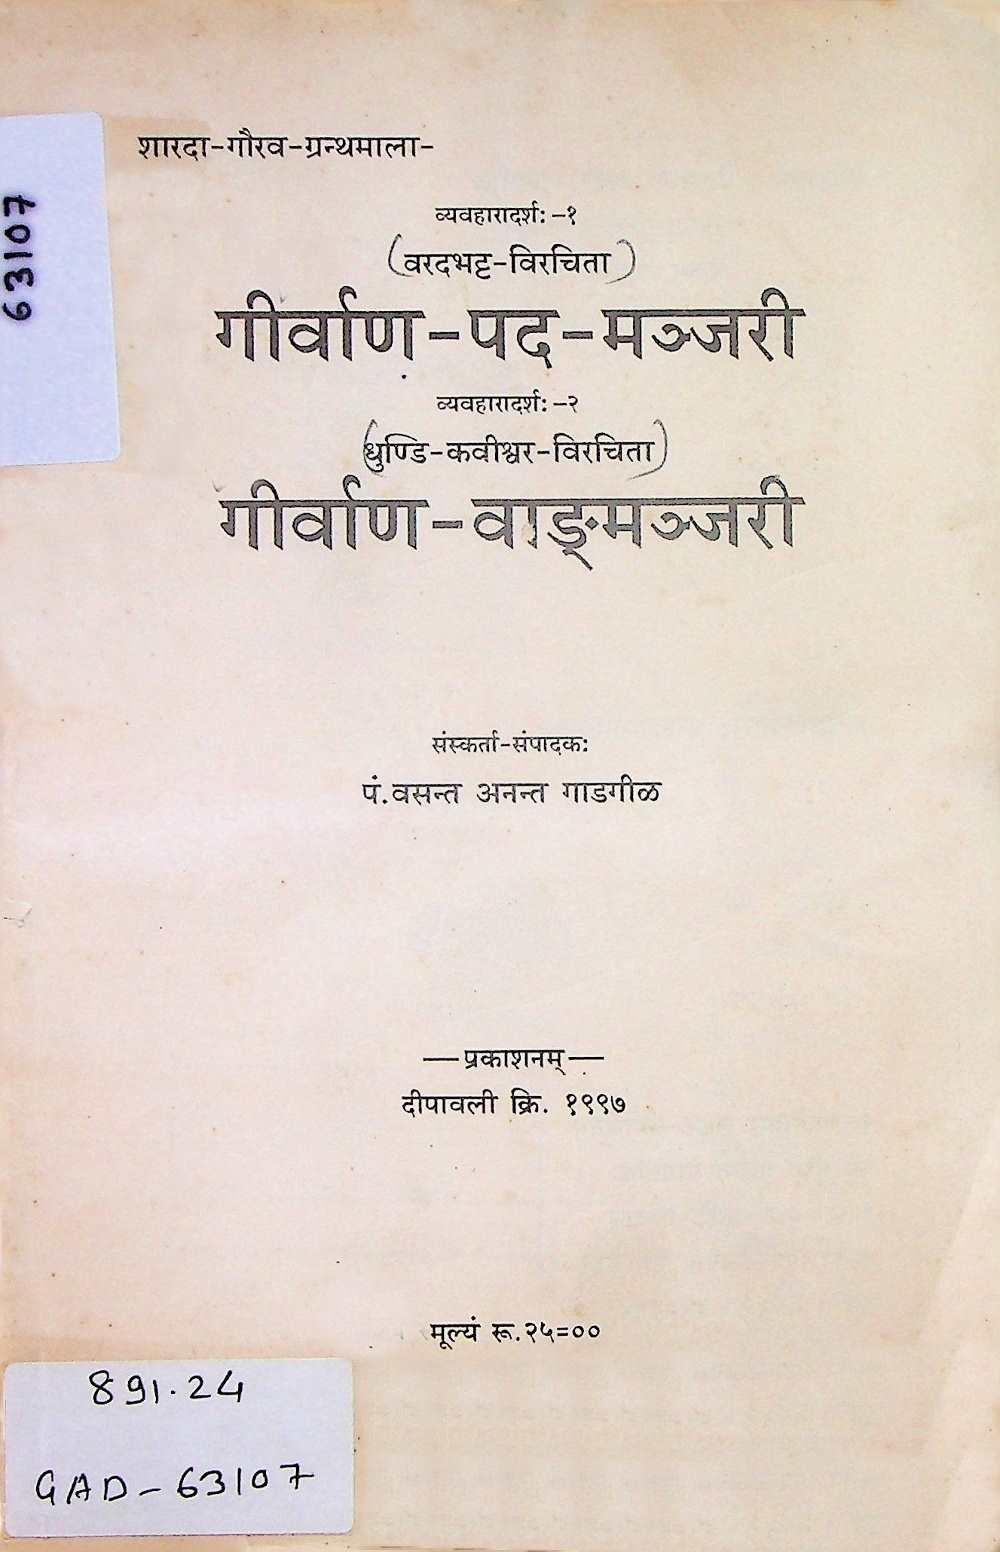 63107
शारदा-गौरव-ग्रन्थमाला-
व्यवहारादर्श: -१
(वरदभट्ट-विरचिता)
गीर्वाण-पद-मञ्जरी
व्यवहारादर्श: -२
(धुण्डि-कवीश्वर-विरचिता)
गीर्वाण-वाङ्मञ्जरी
संस्कर्ता-संपादक:
पं.वसन्त अनन्त गाडगीळ
—प्रकाशनम्—
दीपावली क्रि. १९९७
मूल्यं रू.२५=००
891.24
GAD-63107